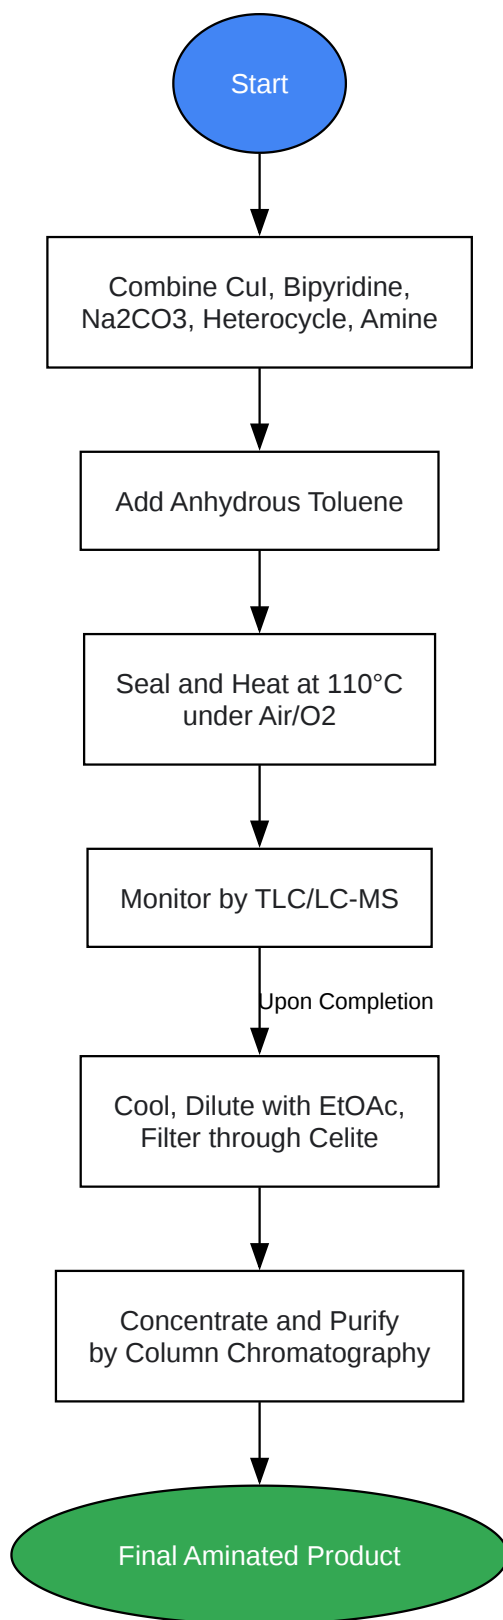 Start
Combine CuI, Bipyridine,
Na2CO3, Heterocycle, Amine
Add Anhydrous Toluene
Seal and Heat at 110°C
under Air/O2
Monitor by TLC/LC-MS
Upon Completion
Cool, Dilute with EtOAc,
Filter through Celite
Concentrate and Purify
by Column Chromatography
Final Aminated Product